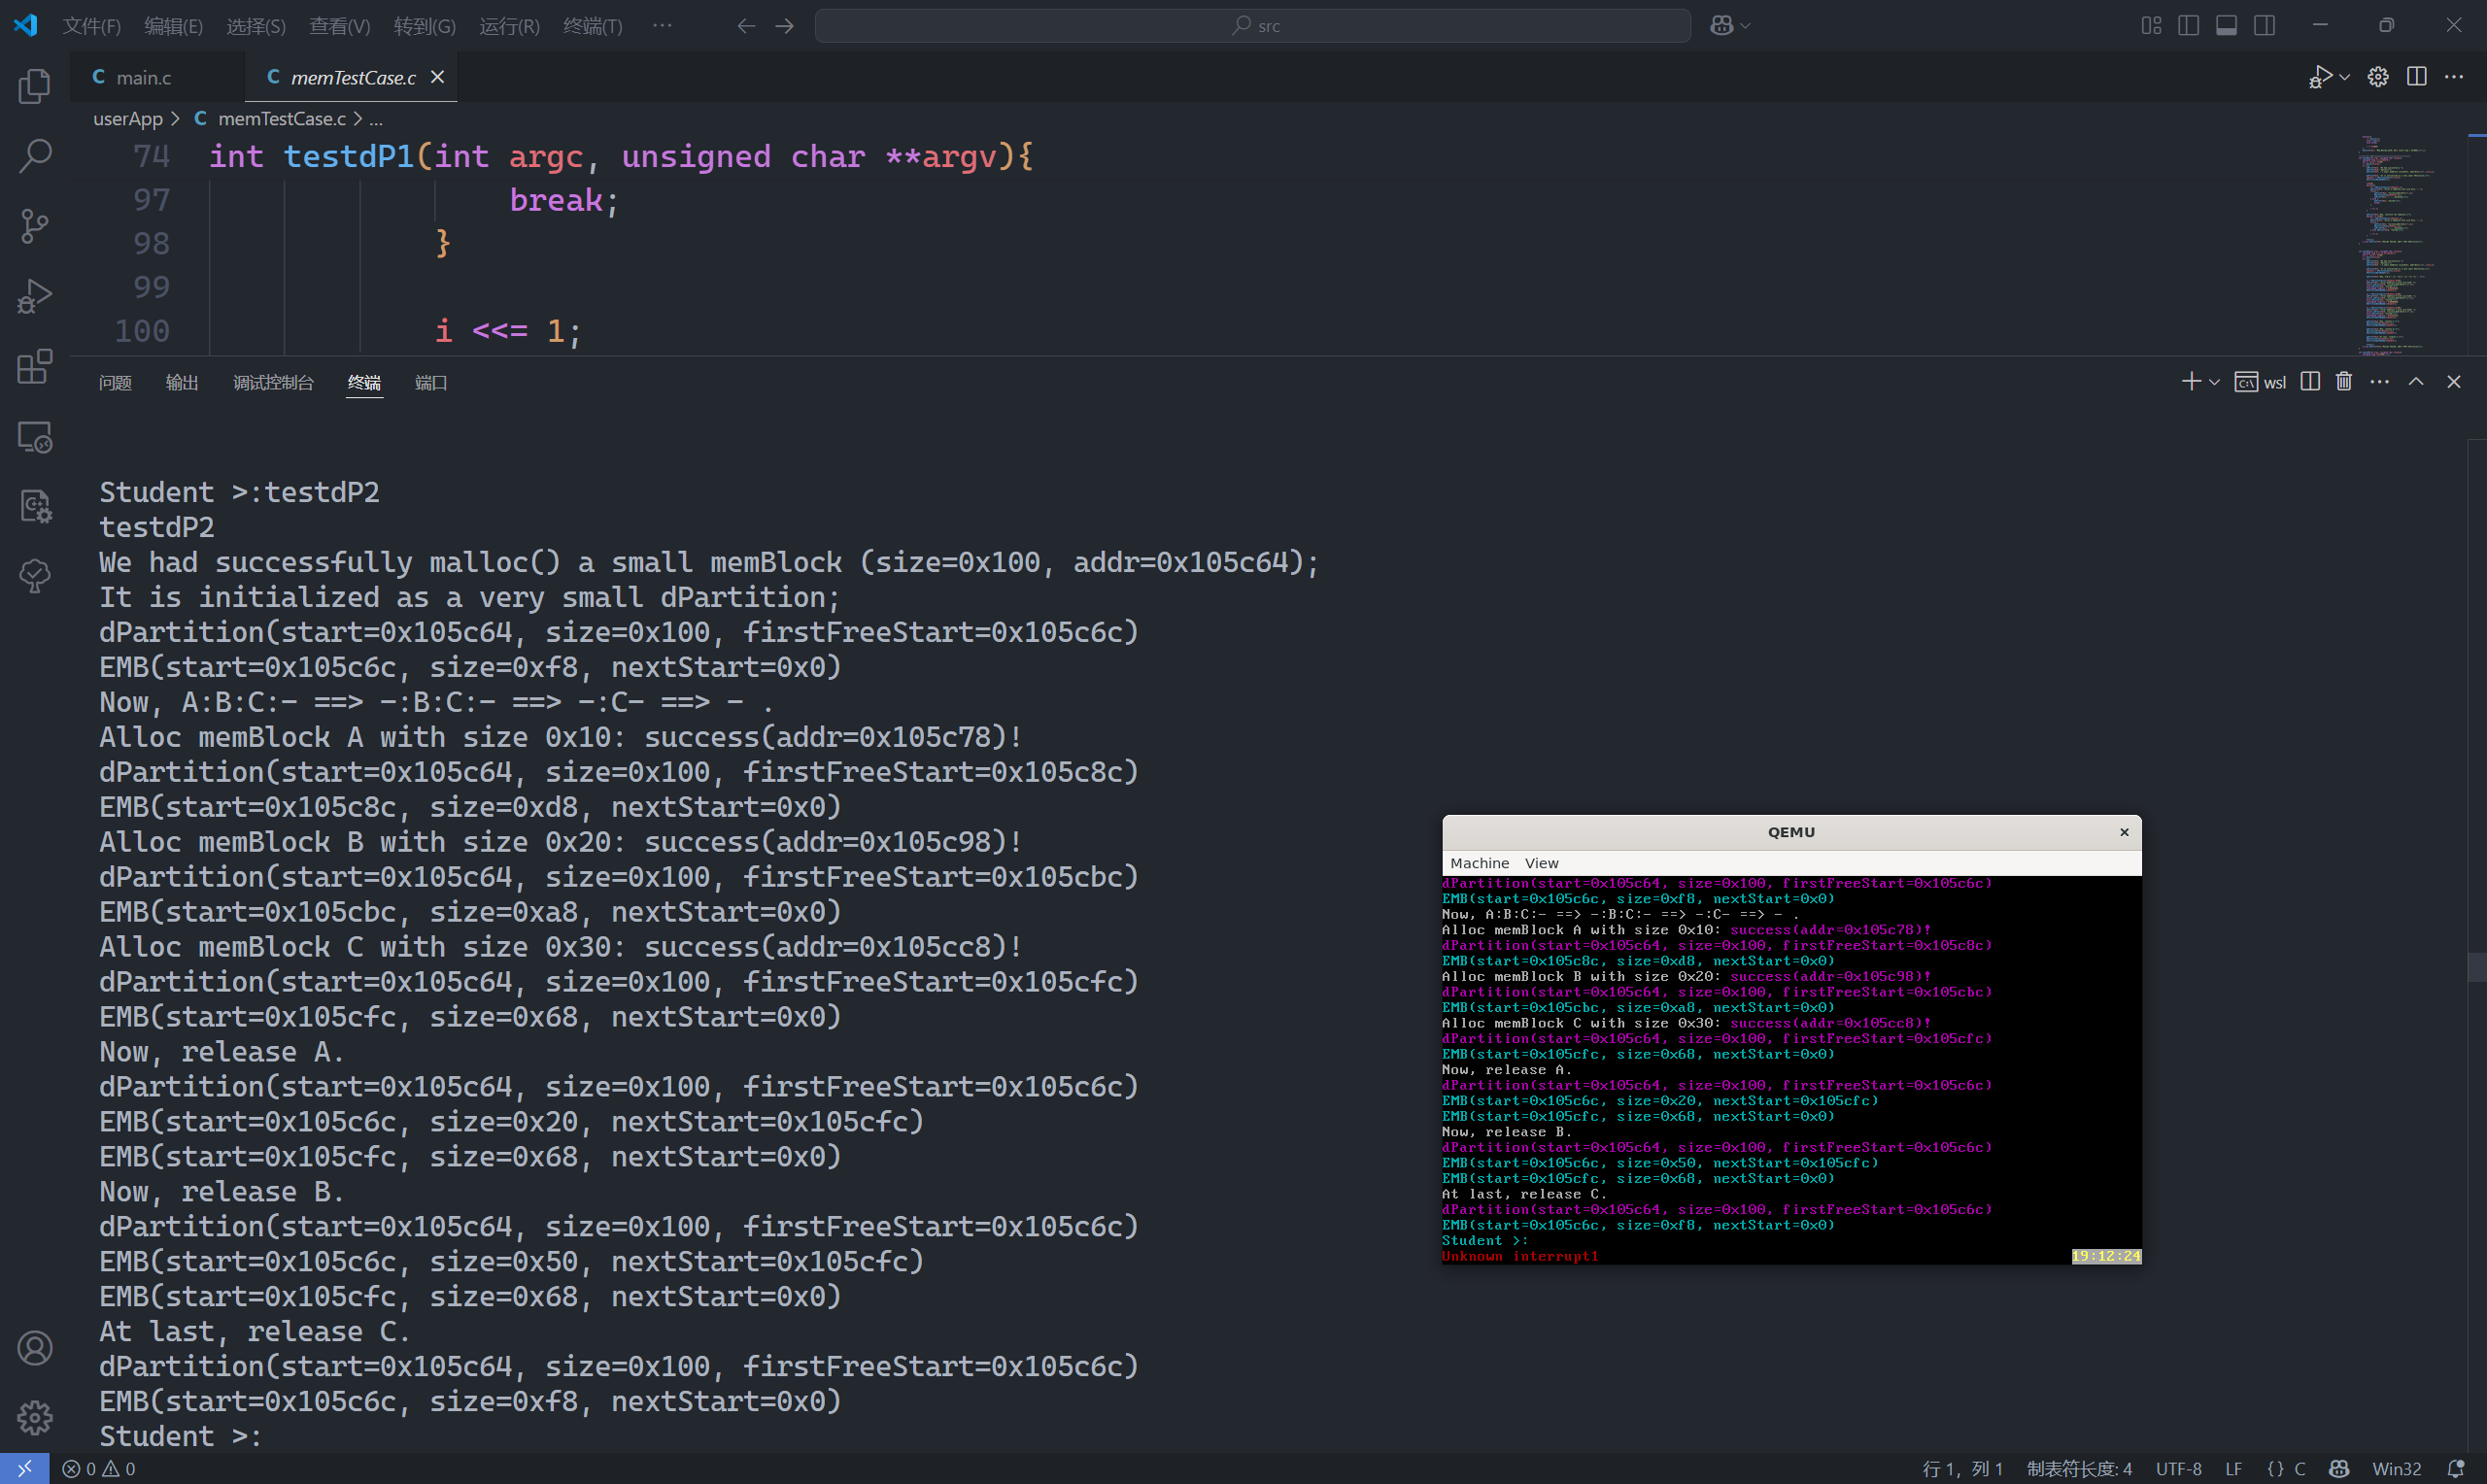 文件(F) 编辑(E) 选择(S) 查看(V) 转到(G) 运行(R) 终端(T) ··· src
main.c memTestCase.c
userApp > C memTestCase.c > ...
74 int testdP1(int argc, unsigned char **argv){
97 break;
98 }
99
100 i <<= 1;
问题 输出 调试控制台 终端 端口 wsl
Student >:testdP2
testdP2
We had successfully malloc() a small memBlock (size=0x100, addr=0x105c64);
It is initialized as a very small dPartition;
dPartition(start=0x105c64, size=0x100, firstFreeStart=0x105c6c)
EMB(start=0x105c6c, size=0xf8, nextStart=0x0)
Now, A:B:C:- ==> -:B:C:- ==> -:C- ==> - .
Alloc memBlock A with size 0x10: success(addr=0x105c78)!
dPartition(start=0x105c64, size=0x100, firstFreeStart=0x105c8c)
EMB(start=0x105c8c, size=0xd8, nextStart=0x0)
Alloc memBlock B with size 0x20: success(addr=0x105c98)!
dPartition(start=0x105c64, size=0x100, firstFreeStart=0x105cbc)
EMB(start=0x105cbc, size=0xa8, nextStart=0x0)
Alloc memBlock C with size 0x30: success(addr=0x105cc8)!
dPartition(start=0x105c64, size=0x100, firstFreeStart=0x105cfc)
EMB(start=0x105cfc, size=0x68, nextStart=0x0)
Now, release A.
dPartition(start=0x105c64, size=0x100, firstFreeStart=0x105c6c)
EMB(start=0x105c6c, size=0x20, nextStart=0x105cfc)
EMB(start=0x105cfc, size=0x68, nextStart=0x0)
Now, release B.
dPartition(start=0x105c64, size=0x100, firstFreeStart=0x105c6c)
EMB(start=0x105c6c, size=0x50, nextStart=0x105cfc)
EMB(start=0x105cfc, size=0x68, nextStart=0x0)
At last, release C.
dPartition(start=0x105c64, size=0x100, firstFreeStart=0x105c6c)
EMB(start=0x105c6c, size=0xf8, nextStart=0x0)
Student >:
QEMU
Machine View
dPartition(start=0x105c64, size=0x100, firstFreeStart=0x105c6c)
EMB(start=0x105c6c, size=0xf8, nextStart=0x0)
Now, A:B:C:- ==> -:B:C:- ==> -:C- ==> - .
Alloc memBlock A with size 0x10: success(addr=0x105c78)!
dPartition(start=0x105c64, size=0x100, firstFreeStart=0x105c8c)
EMB(start=0x105c8c, size=0xd8, nextStart=0x0)
Alloc memBlock B with size 0x20: success(addr=0x105c98)!
dPartition(start=0x105c64, size=0x100, firstFreeStart=0x105cbc)
EMB(start=0x105cbc, size=0xa8, nextStart=0x0)
Alloc memBlock C with size 0x30: success(addr=0x105cc8)!
dPartition(start=0x105c64, size=0x100, firstFreeStart=0x105cfc)
EMB(start=0x105cfc, size=0x68, nextStart=0x0)
Now, release A.
dPartition(start=0x105c64, size=0x100, firstFreeStart=0x105c6c)
EMB(start=0x105c6c, size=0x20, nextStart=0x105cfc)
EMB(start=0x105cfc, size=0x68, nextStart=0x0)
Now, release B.
dPartition(start=0x105c64, size=0x100, firstFreeStart=0x105c6c)
EMB(start=0x105c6c, size=0x50, nextStart=0x105cfc)
EMB(start=0x105cfc, size=0x68, nextStart=0x0)
At last, release C.
dPartition(start=0x105c64, size=0x100, firstFreeStart=0x105c6c)
EMB(start=0x105c6c, size=0xf8, nextStart=0x0)
Student >:
Unknown interrupt1 19:12:24
0 0 行 1，列 1 制表符长度: 4 UTF-8 LF {} C Win32